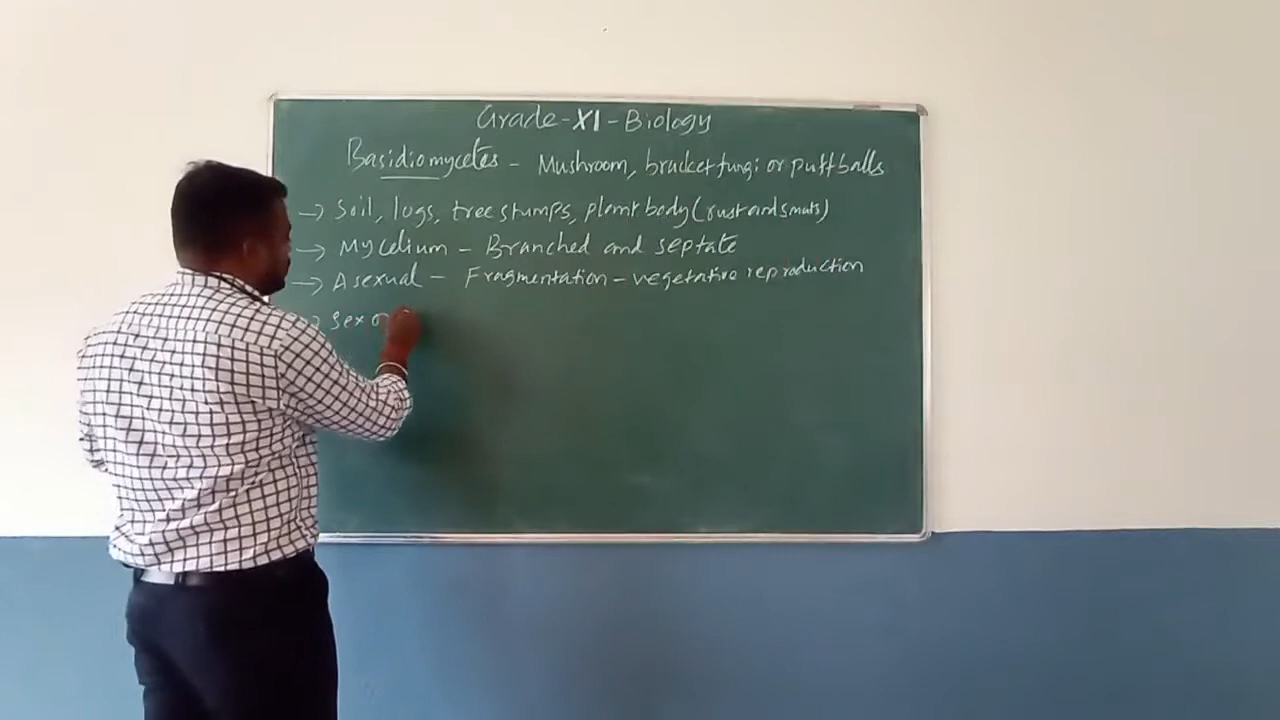 Grade-XI-Biology
Basidiomycetes - Mushroom, bracket fungi or puffballs
→ Soil, logs, tree stumps, plant body (rust and smuts)
→ Mycelium - Branched and septate
→ Asexual - Fragmentation - vegetative reproduction